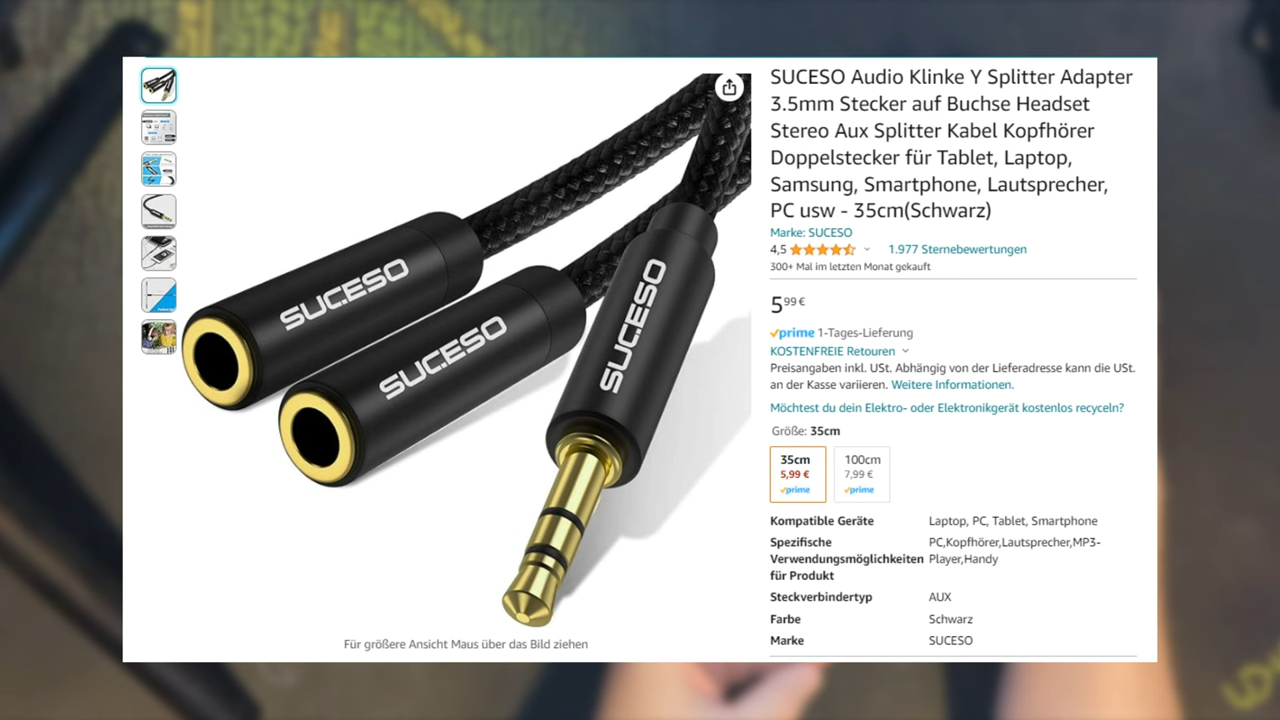 SUCESO Audio Klinke Y Splitter Adapter
3.5mm Stecker auf Buchse Headset
Stereo Aux Splitter Kabel Kopfhörer
Doppelstecker für Tablet, Laptop,
Samsung, Smartphone, Lautsprecher,
PC usw - 35cm(Schwarz)
Marke: SUCESO
4,5 1.977 Sternebewertungen
300+ Mal im letzten Monat gekauft
5 99 €
prime 1-Tages-Lieferung
KOSTENFREIE Retouren
Preisangaben inkl. USt. Abhängig von der Lieferadresse kann die USt.
an der Kasse variieren. Weitere Informationen.
Möchtest du dein Elektro- oder Elektronikgerät kostenlos recyceln?
Größe: 35cm
35cm 100cm
5,99 € 7,99 €
prime prime
Kompatible Geräte Laptop, PC, Tablet, Smartphone
Spezifische PC,Kopfhörer,Lautsprecher,MP3-
Verwendungsmöglichkeiten Player,Handy
für Produkt
Steckverbindertyp AUX
Farbe Schwarz
Marke SUCESO
SUCESO
SUCESO
SUCESO
Für größere Ansicht Maus über das Bild ziehen